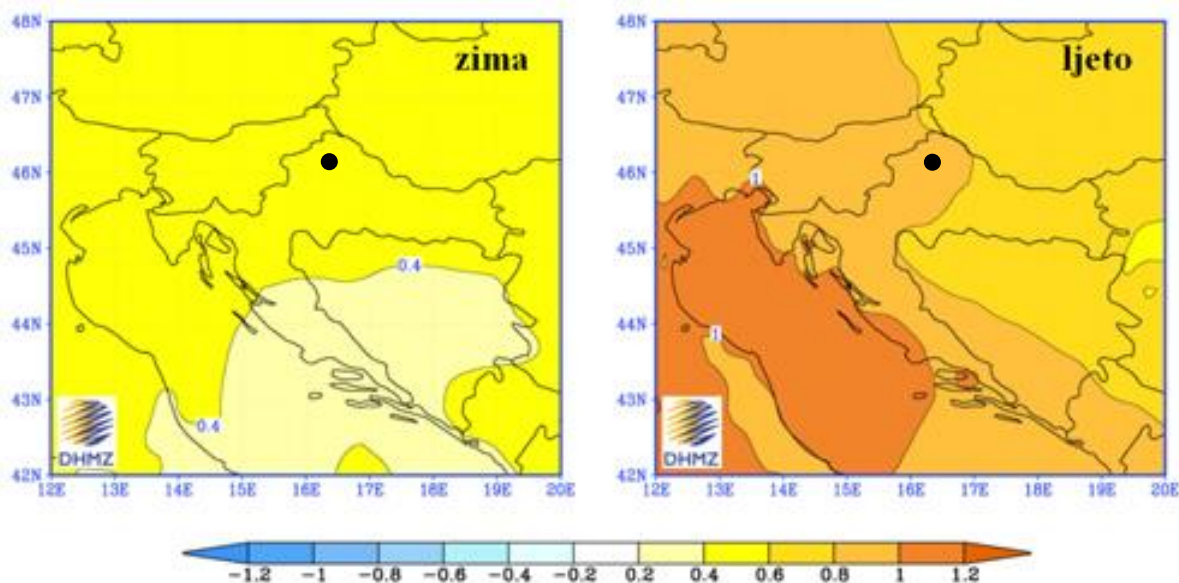 zima
48N
47N
46N
45N
44N
43N
42N
0.4
0.4
DHMZ
12E 13E 14E 15E 16E 17E 18E 19E 20E
ljeto
48N
47N
46N
45N
44N
43N
42N
1
1
DHMZ
12E 13E 14E 15E 16E 17E 18E 19E 20E
-1.2 -1 -0.8 -0.6 -0.4 -0.2 0.2 0.4 0.6 0.8 1 1.2